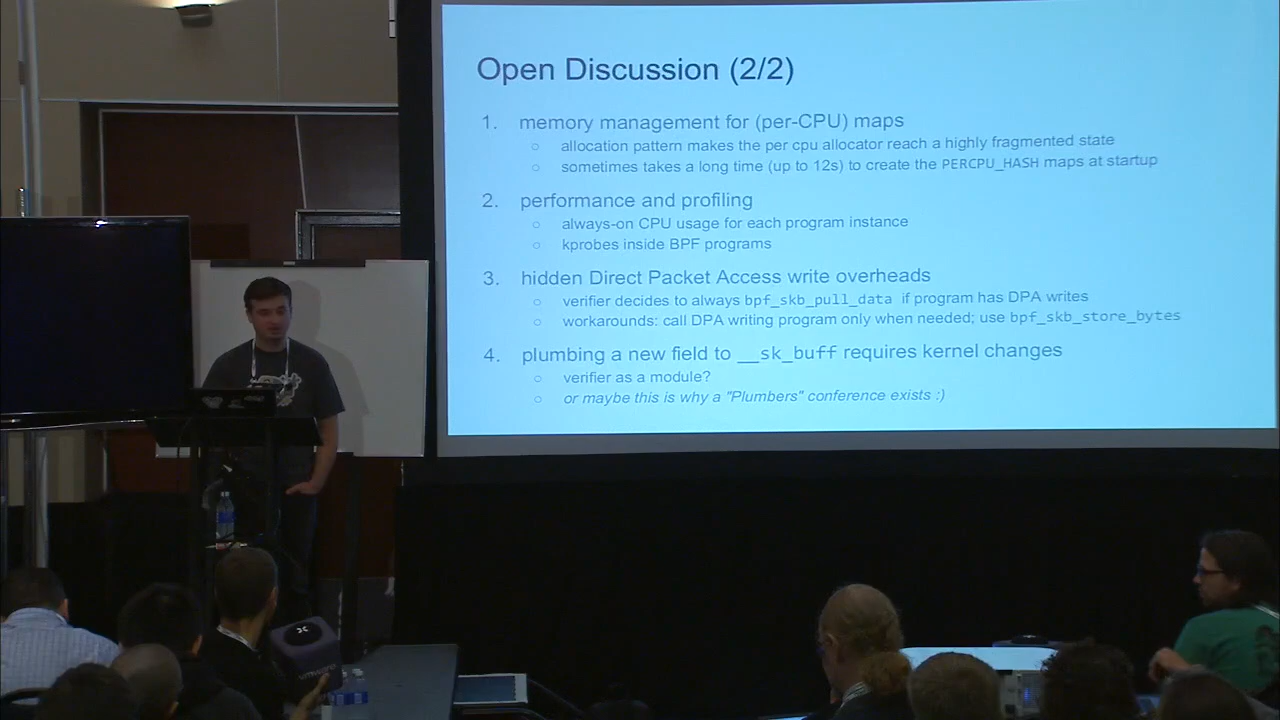 Open Discussion (2/2)
1. memory management for (per-CPU) maps
○ allocation pattern makes the per cpu allocator reach a highly fragmented state
○ sometimes takes a long time (up to 12s) to create the PERCPU_HASH maps at startup
2. performance and profiling
○ always-on CPU usage for each program instance
○ kprobes inside BPF programs
3. hidden Direct Packet Access write overheads
○ verifier decides to always bpf_skb_pull_data if program has DPA writes
○ workarounds: call DPA writing program only when needed; use bpf_skb_store_bytes
4. plumbing a new field to __sk_buff requires kernel changes
○ verifier as a module?
○ or maybe this is why a "Plumbers" conference exists :)